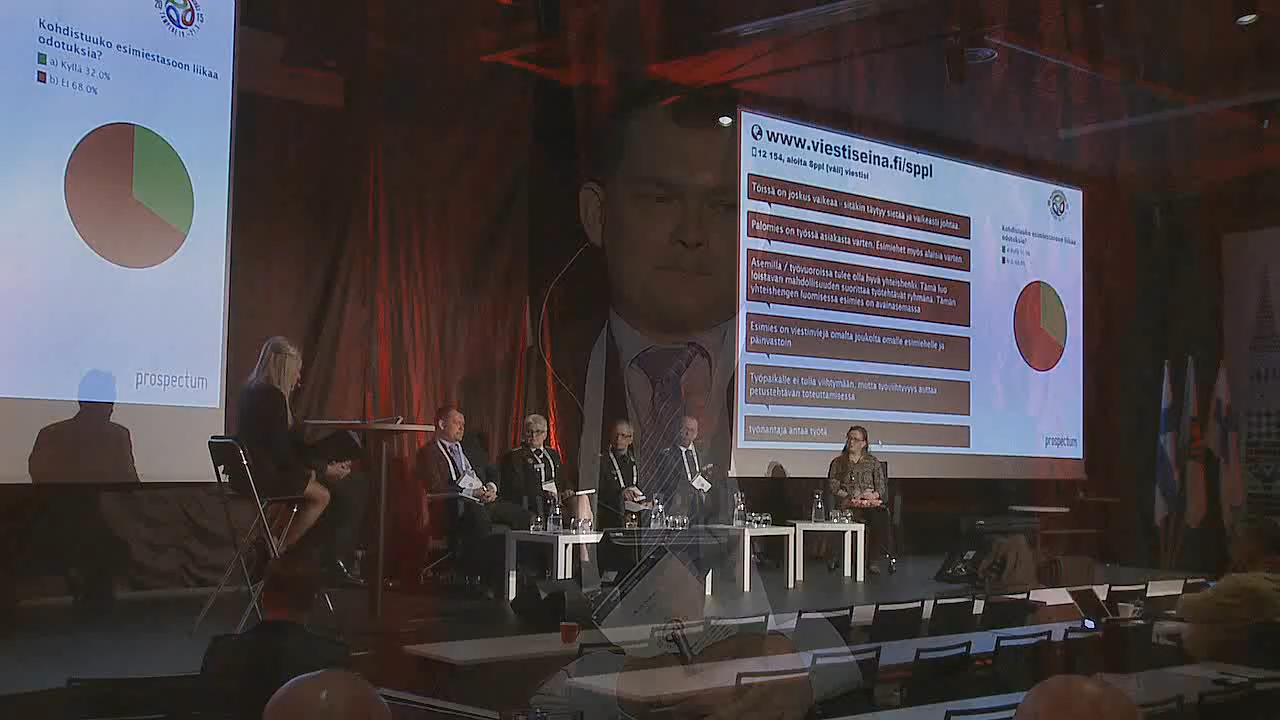 2015
Kohdistuuko esimiestasoon liikaa
odotuksia?
a) Kyllä 32.0%
b) Ei 68.0%
prospectum
www.viestiseina.fi/sppl
12 154, aloita Sppl [väli] viestisi
Töissä on joskus vaikeaa - sitäkin täytyy sietää ja vaikeasti johtaa.
Palomies on työssä asiakasta varten. Esimiehet myös alaisia varten.
Asemilla / työvuoroissa tulee olla hyvä yhteishenki. Tämä luo
loistavan mahdollisuuden suorittaa työtehtävät ryhmänä. Tämän
yhteishengen luomisessa esimies on avainasemassa
Esimies on viestinviejä omalta joukolta omalle esimiehelle ja
päinvastoin
Työpaikalle ei tulla viihtymään, mutta työviihtyvyys auttaa
petustehtävän toteuttamisessa
työnantaja antaa työtä
Kohdistuuko esimiestasoon liikaa
odotuksia?
prospectum